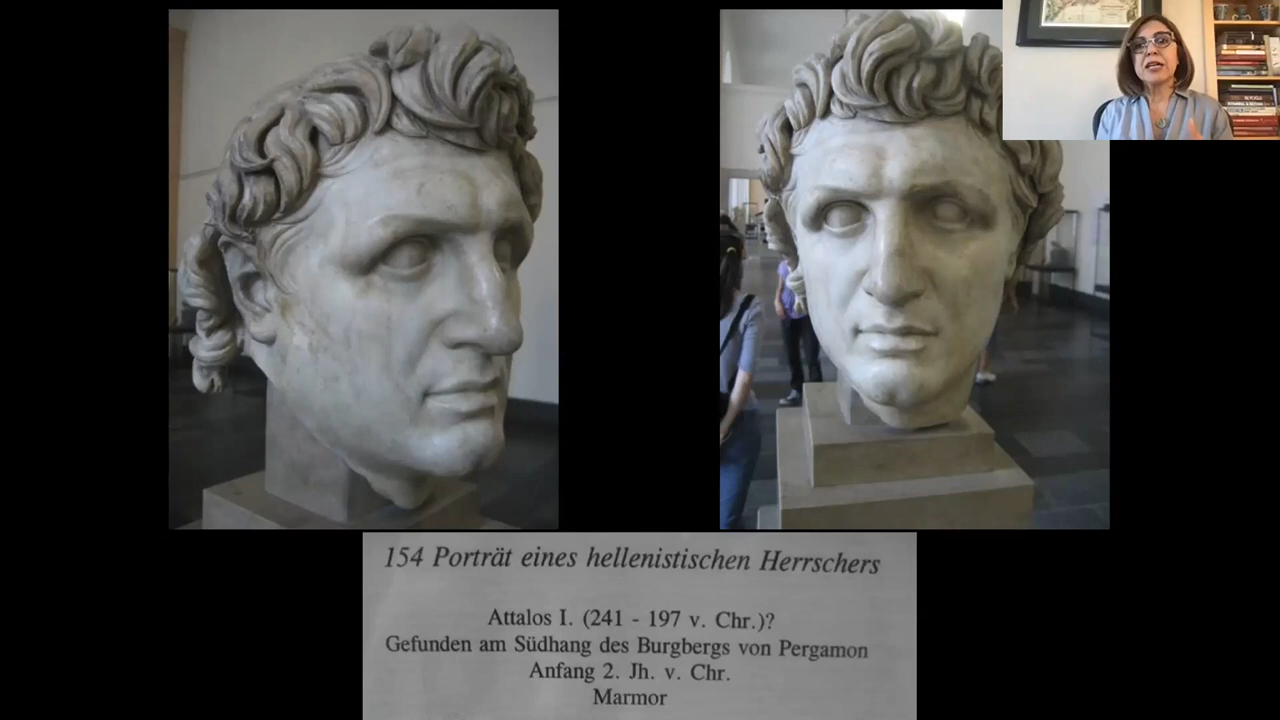 154 Porträt eines hellenistischen Herrschers
Attalos I. (241 - 197 v. Chr.)?
Gefunden am Südhang des Burgbergs von Pergamon
Anfang 2. Jh. v. Chr.
Marmor